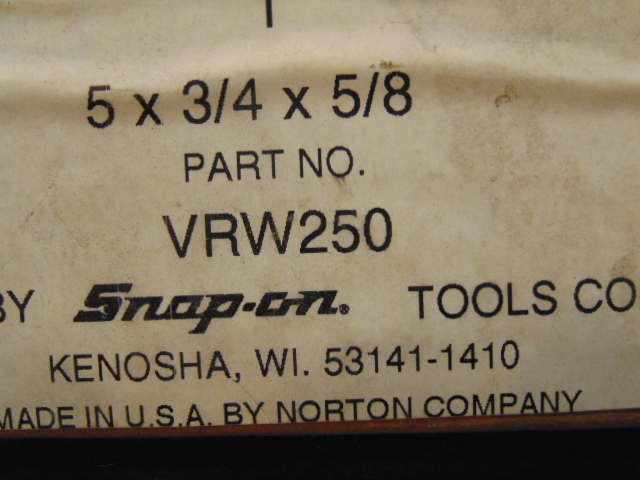 5 x 3/4 x 5/8
PART NO.
VRW250
BY Snap-on® TOOLS CO
KENOSHA, WI. 53141-1410
MADE IN U.S.A. BY NORTON COMPANY